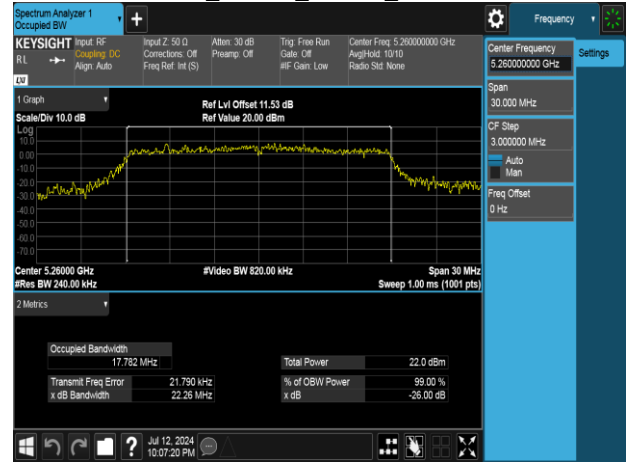 Spectrum Analyzer 1
Occupied BW
Frequency
KEYSIGHT
Input: RF
Coupling: DC
Align: Auto
Input Z: 50 Ω
Corrections: Off
Freq Ref: Int (S)
Atten: 30 dB
Preamp: Off
Trig: Free Run
Gate: Off
#IF Gain: Low
Center Freq: 5.260000000 GHz
Avg|Hold: 10/10
Radio Std: None
R L
LXI
1 Graph
Scale/Div 10.0 dB
Ref Lvl Offset 11.53 dB
Ref Value 20.00 dBm
Log
10.0
0.00
-10.0
-20.0
-30.0
-40.0
-50.0
-60.0
-70.0
Center 5.26000 GHz
#Res BW 240.00 kHz
#Video BW 820.00 kHz
Span 30 MHz
Sweep 1.00 ms (1001 pts)
2 Metrics
Occupied Bandwidth
17.782 MHz
Total Power 22.0 dBm
Transmit Freq Error 21.790 kHz
% of OBW Power 99.00 %
x dB Bandwidth 22.26 MHz
x dB -26.00 dB
Center Frequency
5.260000000 GHz
Settings
Span
30.000 MHz
CF Step
3.000000 MHz
Auto
Man
Freq Offset
0 Hz
Jul 12, 2024
10:07:20 PM